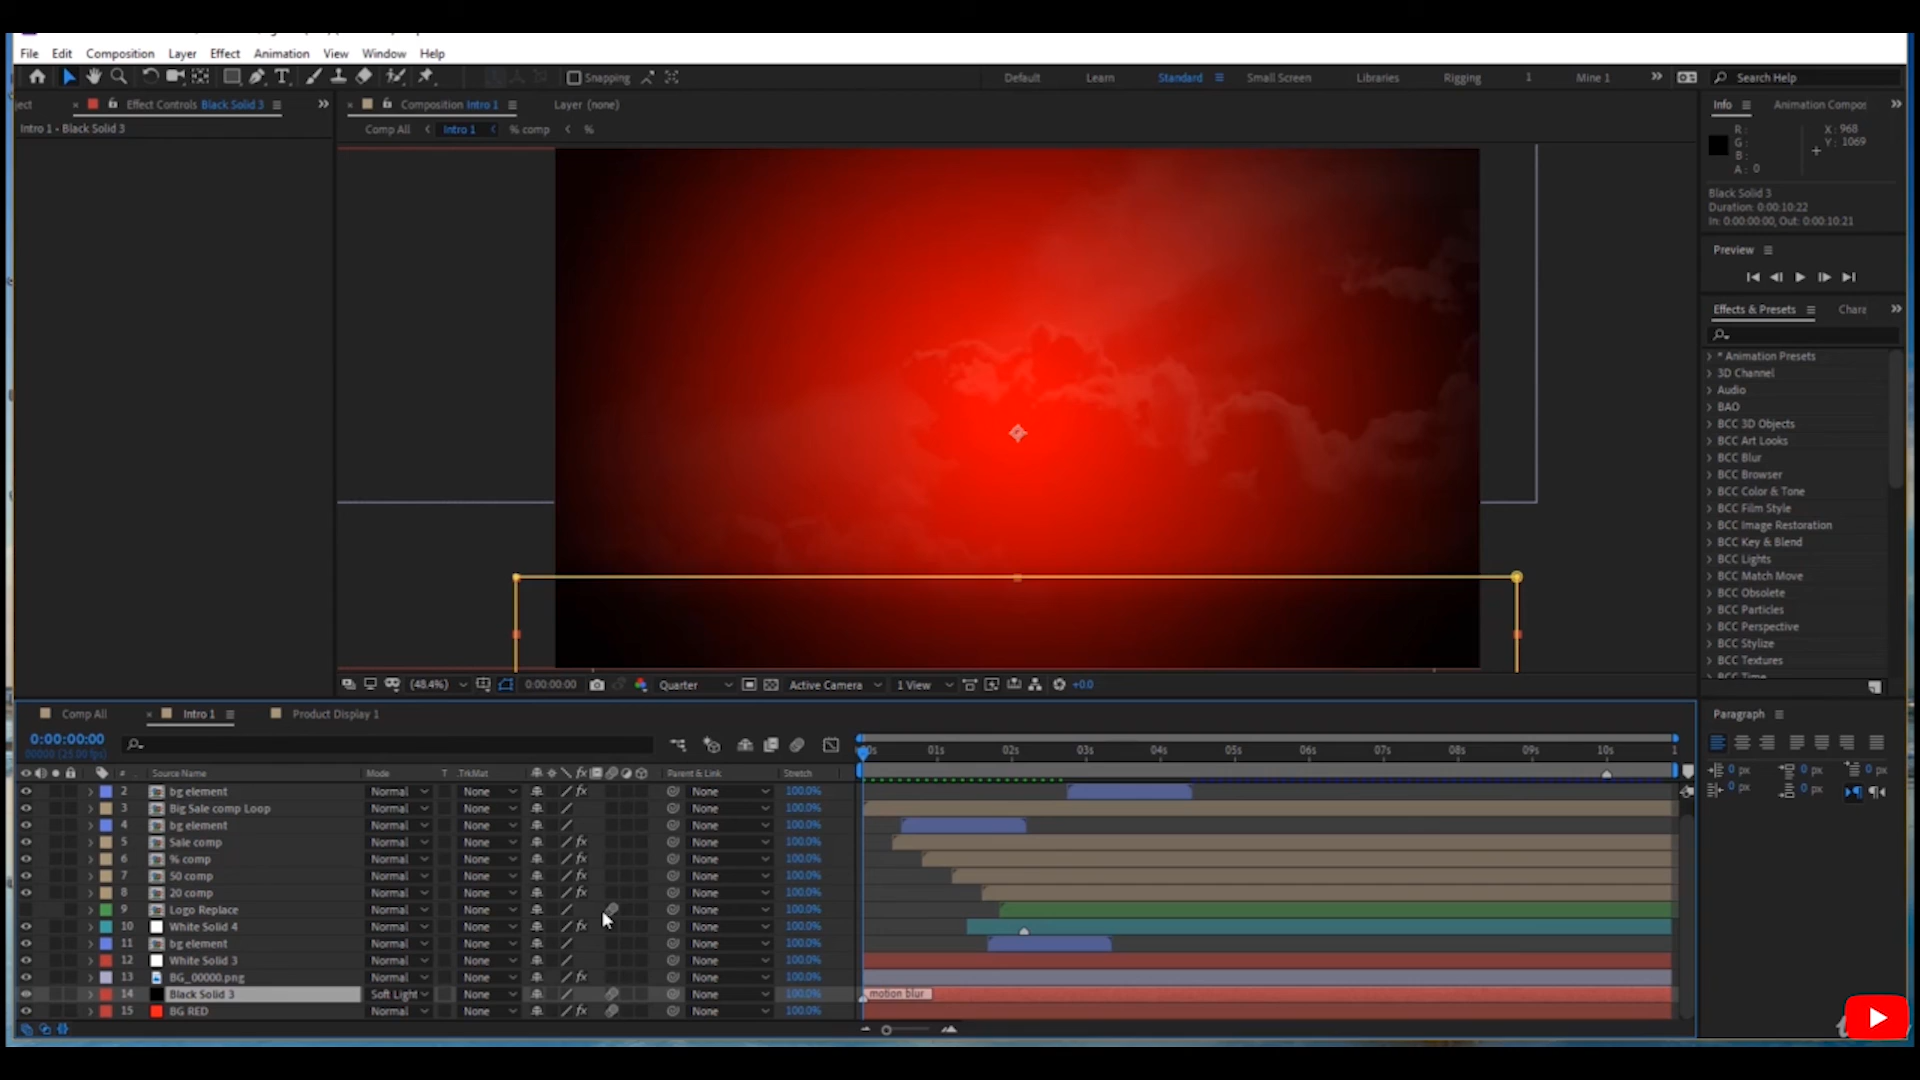 File Edit Composition Layer Effect Animation View Window Help
Snapping
Default Learn Standard Small Screen Libraries Rigging 1 Mine 1
Search Help
ject Effect Controls Black Solid 3
Composition Intro 1
Layer (none)
Info
Animation Compos
Intro 1 • Black Solid 3
Comp All Intro 1 % comp %
R:
G:
B:
A: 0
X: 968
Y: 1069
Black Solid 3
Duration: 0:00:10:22
In: 0:00:00:00, Out: 0:00:10:21
Preview
Effects & Presets
Chara
* Animation Presets
3D Channel
Audio
BAO
BCC 3D Objects
BCC Art Looks
BCC Blur
BCC Browser
BCC Color & Tone
BCC Film Style
BCC Image Restoration
BCC Key & Blend
BCC Lights
BCC Match Move
BCC Obsolete
BCC Particles
BCC Perspective
BCC Stylize
BCC Textures
BCC Time
(48.4%) 0:00:00:00 Quarter Active Camera 1 View +0.0
Comp All Intro 1 Product Display 1
Paragraph
0:00:00:00
00000 (25.00 fps)
00s 01s 02s 03s 04s 05s 06s 07s 08s 09s 10s 1
# Source Name Mode T .TrkMat Parent & Link Stretch
2 bg element Normal None None 100.0%
3 Big Sale comp Loop Normal None None 100.0%
4 bg element Normal None None 100.0%
5 Sale comp Normal None None 100.0%
6 % comp Normal None None 100.0%
7 50 comp Normal None None 100.0%
8 20 comp Normal None None 100.0%
9 Logo Replace Normal None None 100.0%
10 White Solid 4 Normal None None 100.0%
11 bg element Normal None None 100.0%
12 White Solid 3 Normal None None 100.0%
13 BG_00000.png Normal None None 100.0%
14 Black Solid 3 Soft Light None None 100.0% motion blur
15 BG RED Normal None None 100.0%
0 px 0 px 0 px
0 px 0 px